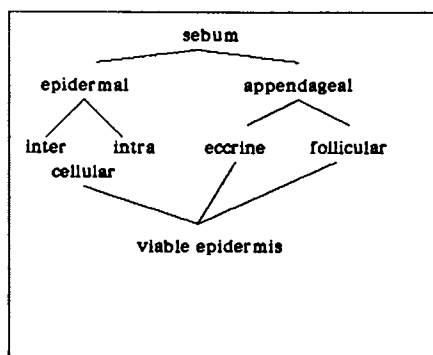 sebum
epidermal appendageal
inter intra eccrine follicular
cellular
viable epidermis